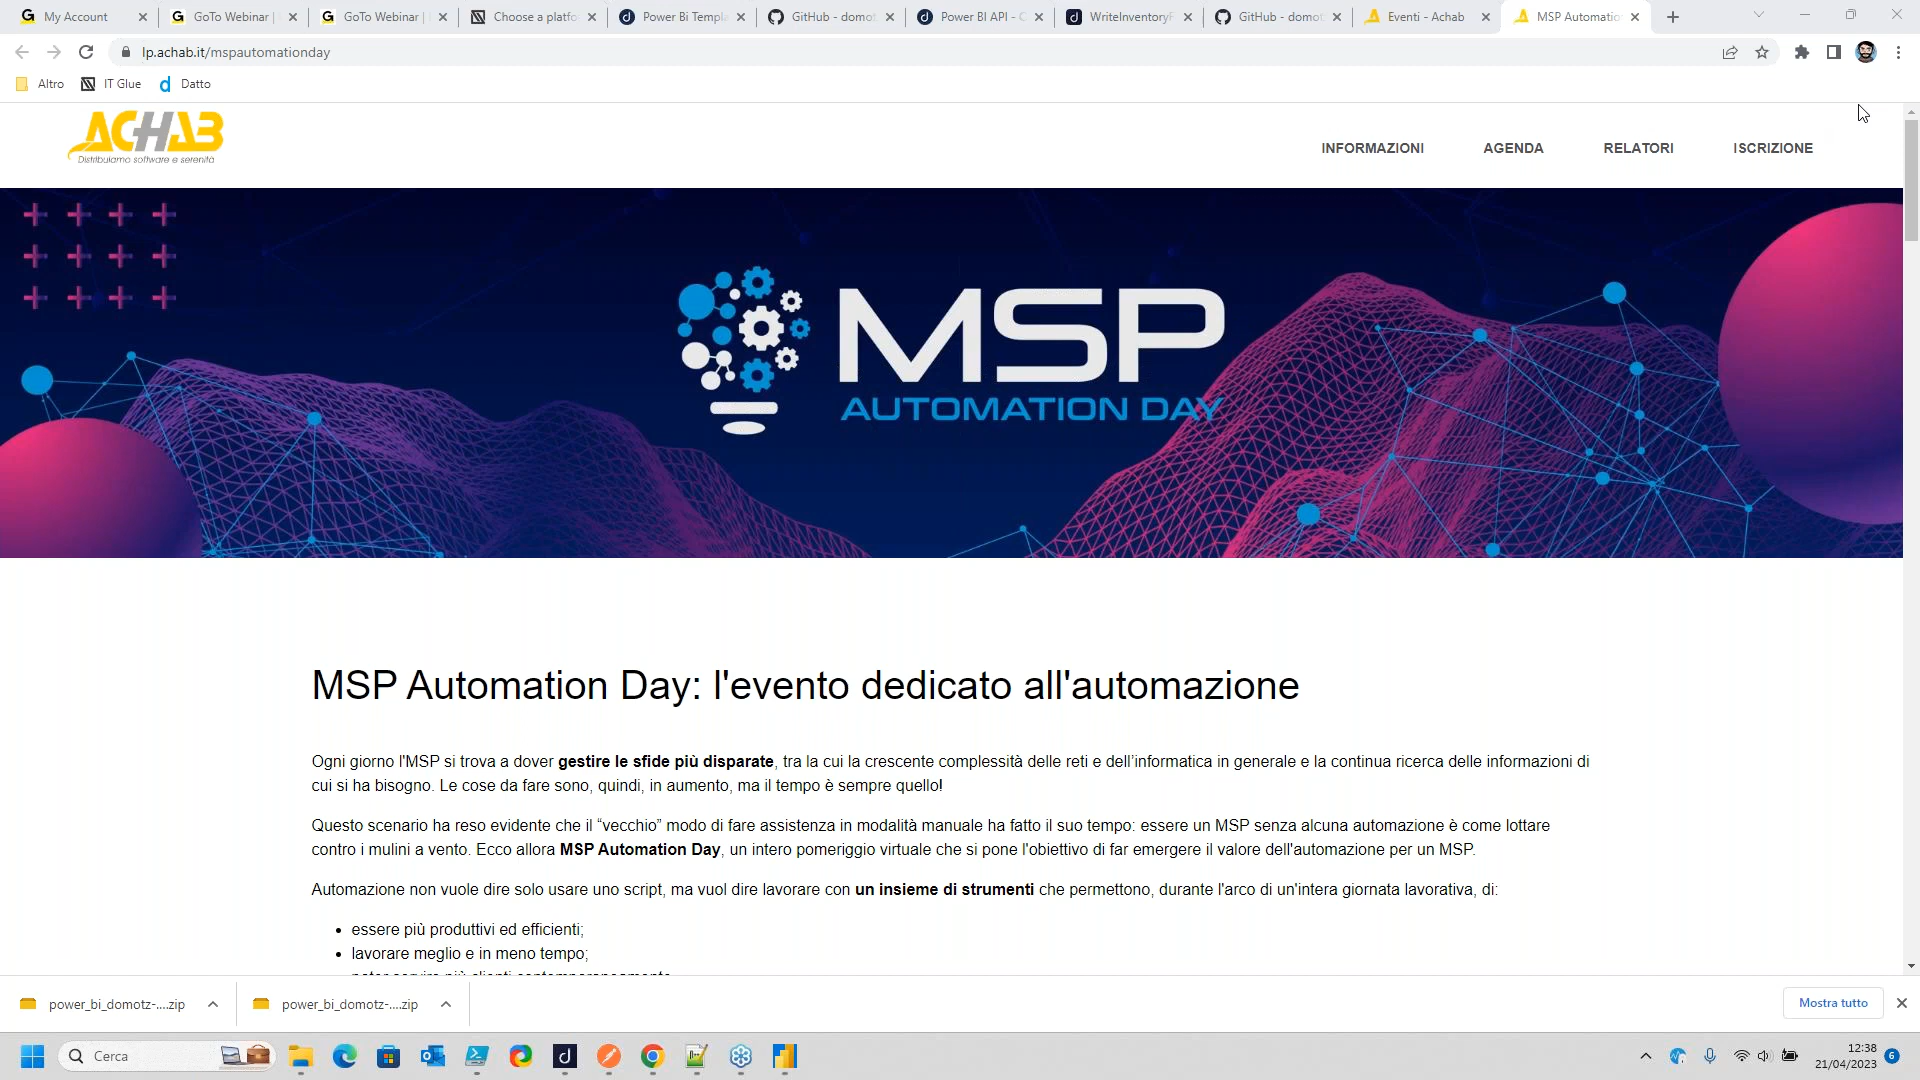 My Account
GoTo Webinar |
GoTo Webinar |
Choose a platfo
Power Bi Templa
GitHub - domot
Power BI API - C
WriteInventoryF
GitHub - domot
Eventi - Achab
MSP Automatio
lp.achab.it/mspautomationday
Altro
IT Glue
Datto
ACHAB
Distribuiamo software e serenità
INFORMAZIONI
AGENDA
RELATORI
ISCRIZIONE
MSP
AUTOMATION DAY
MSP Automation Day: l'evento dedicato all'automazione
Ogni giorno l'MSP si trova a dover gestire le sfide più disparate, tra la cui la crescente complessità delle reti e dell’informatica in generale e la continua ricerca delle informazioni di
cui si ha bisogno. Le cose da fare sono, quindi, in aumento, ma il tempo è sempre quello!
Questo scenario ha reso evidente che il “vecchio” modo di fare assistenza in modalità manuale ha fatto il suo tempo: essere un MSP senza alcuna automazione è come lottare
contro i mulini a vento. Ecco allora MSP Automation Day, un intero pomeriggio virtuale che si pone l'obiettivo di far emergere il valore dell'automazione per un MSP.
Automazione non vuole dire solo usare uno script, ma vuol dire lavorare con un insieme di strumenti che permettono, durante l'arco di un'intera giornata lavorativa, di:
• essere più produttivi ed efficienti;
• lavorare meglio e in meno tempo;
power_bi_domotz-....zip
power_bi_domotz-....zip
Mostra tutto
Cerca
12:38
21/04/2023
6